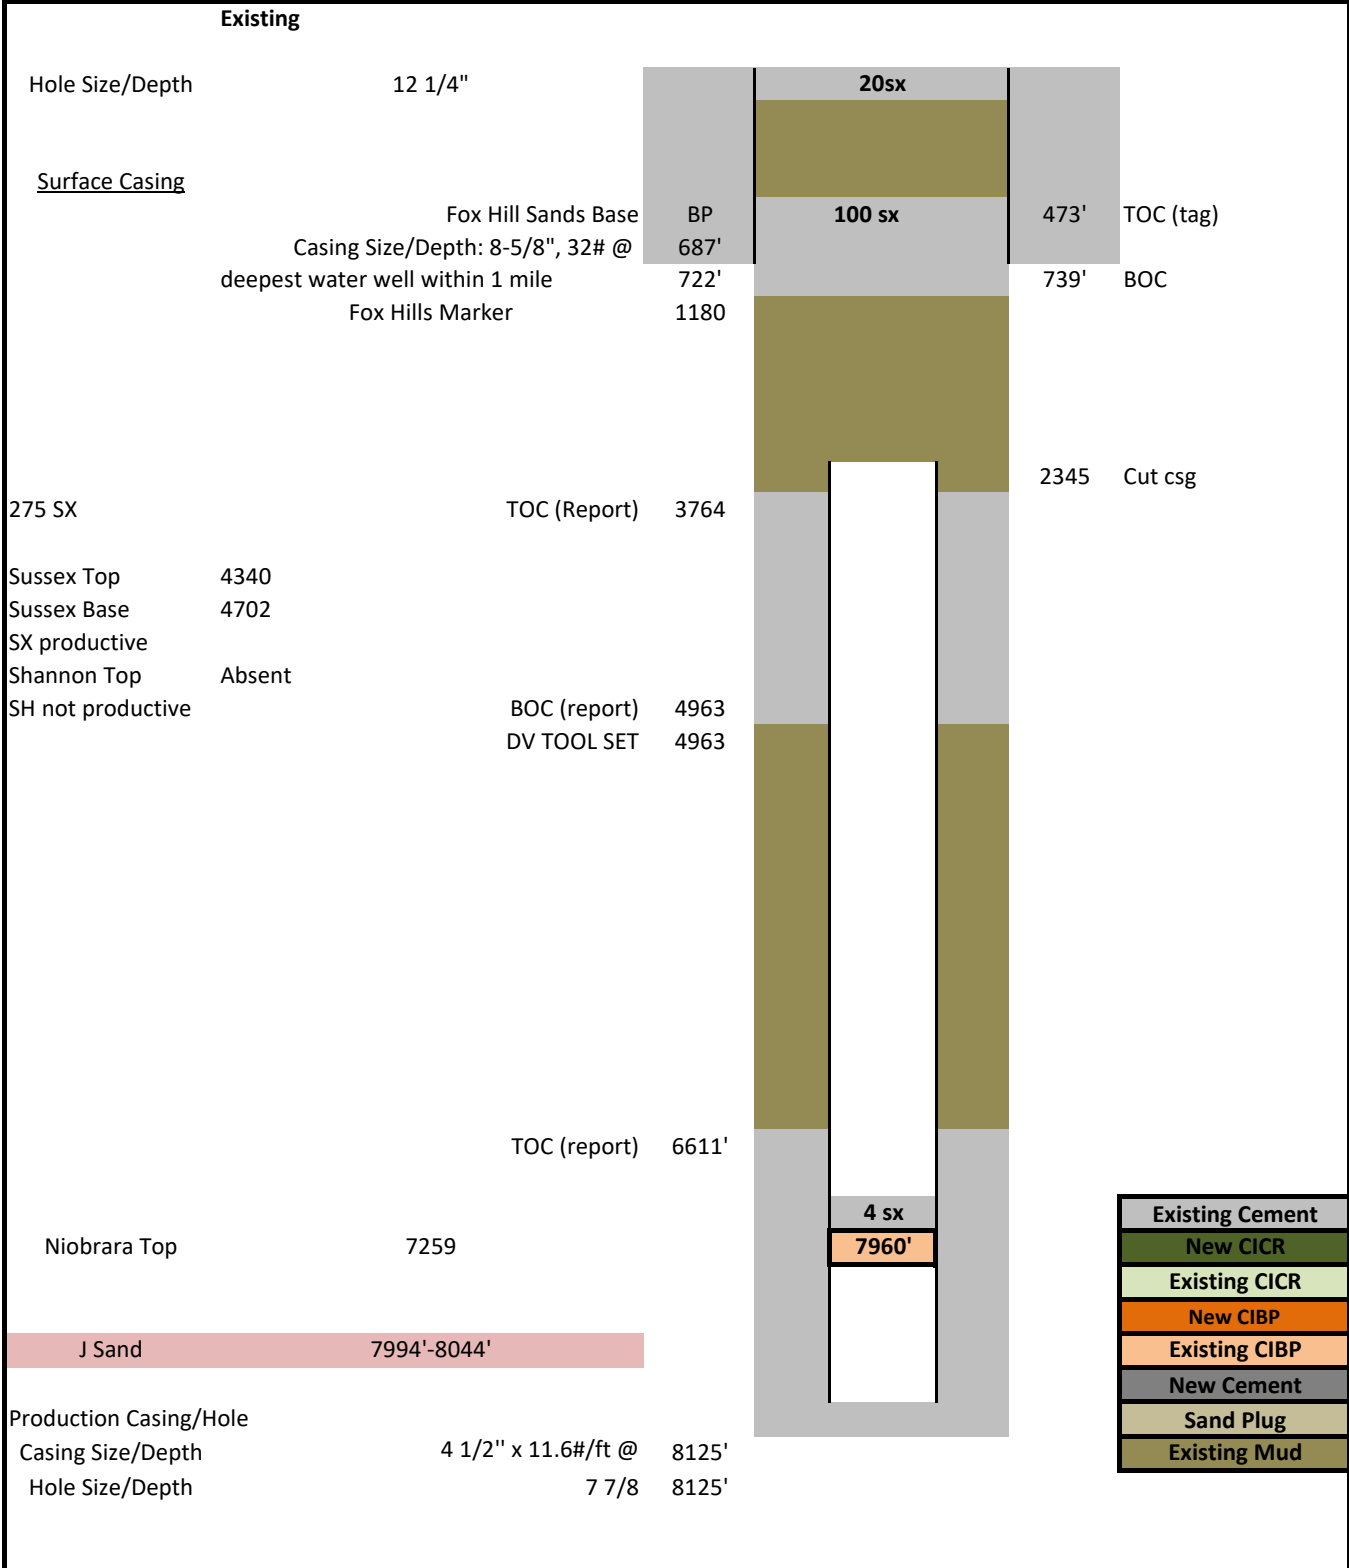 Existing
Hole Size/Depth 12 1/4" 20sx
Surface Casing
Fox Hill Sands Base BP 100 sx 473' TOC (tag)
Casing Size/Depth: 8-5/8", 32# @ 687'
deepest water well within 1 mile 722' 739' BOC
Fox Hills Marker 1180
2345 Cut csg
275 SX TOC (Report) 3764
Sussex Top 4340
Sussex Base 4702
SX productive
Shannon Top Absent
SH not productive BOC (report) 4963
DV TOOL SET 4963
TOC (report) 6611'
4 sx Existing Cement
Niobrara Top 7259 7960' New CICR
Existing CICR
New CIBP
J Sand 7994'-8044' Existing CIBP
New Cement
Production Casing/Hole Sand Plug
Casing Size/Depth 4 1/2'' x 11.6#/ft @ 8125' Existing Mud
Hole Size/Depth 7 7/8 8125'